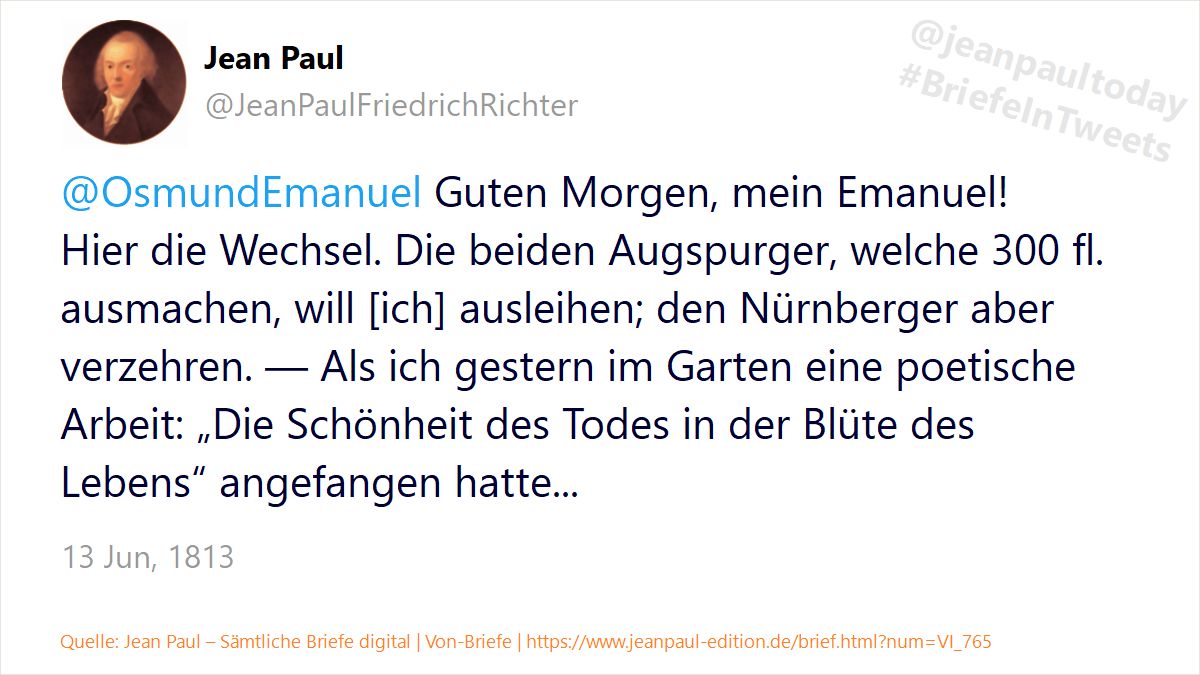 Jean Paul
@JeanPaulFriedrichRichter
@jeanpaultoday
#BriefeInTweets
@OsmundEmanuel Guten Morgen, mein Emanuel!
Hier die Wechsel. Die beiden Augspurger, welche 300 fl.
ausmachen, will [ich] ausleihen; den Nürnberger aber
verzehren. — Als ich gestern im Garten eine poetische
Arbeit: „Die Schönheit des Todes in der Blüte des
Lebens“ angefangen hatte...
13 Jun, 1813
Quelle: Jean Paul – Sämtliche Briefe digital | Von-Briefe | https://www.jeanpaul-edition.de/brief.html?num=VI_765